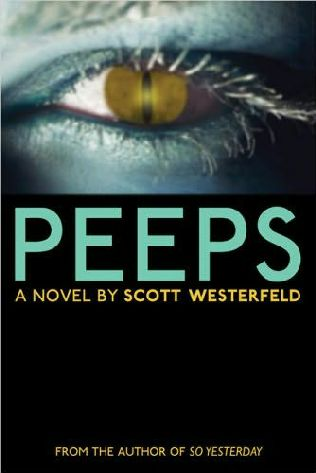 PEEPS
A NOVEL BY SCOTT WESTERFELD
FROM THE AUTHOR OF SO YESTERDAY